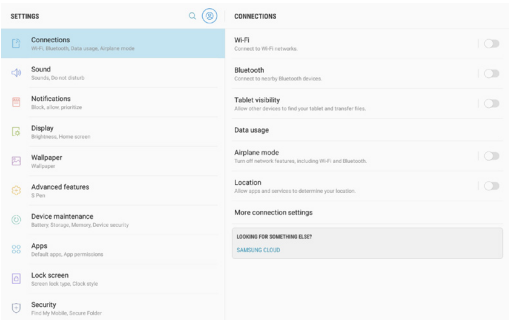 SETTINGS
Connections
Wi-Fi, Bluetooth, Data usage, Airplane mode
Sound
Sounds, Do not disturb
Notifications
Block, allow, prioritize
Display
Brightness, Home screen
Wallpaper
Wallpaper
Advanced features
S Pen
Device maintenance
Battery, Storage, Memory, Device security
Apps
Default apps, App permissions
Lock screen
Screen lock type, Clock style
Security
Find My Mobile, Secure Folder
CONNECTIONS
Wi-Fi
Connect to Wi-Fi networks.
Bluetooth
Connect to nearby Bluetooth devices.
Tablet visibility
Allow other devices to find your tablet and transfer files.
Data usage
Airplane mode
Turn off network features, including Wi-Fi and Bluetooth.
Location
Allow apps and services to determine your location.
More connection settings
LOOKING FOR SOMETHING ELSE?
SAMSUNG CLOUD